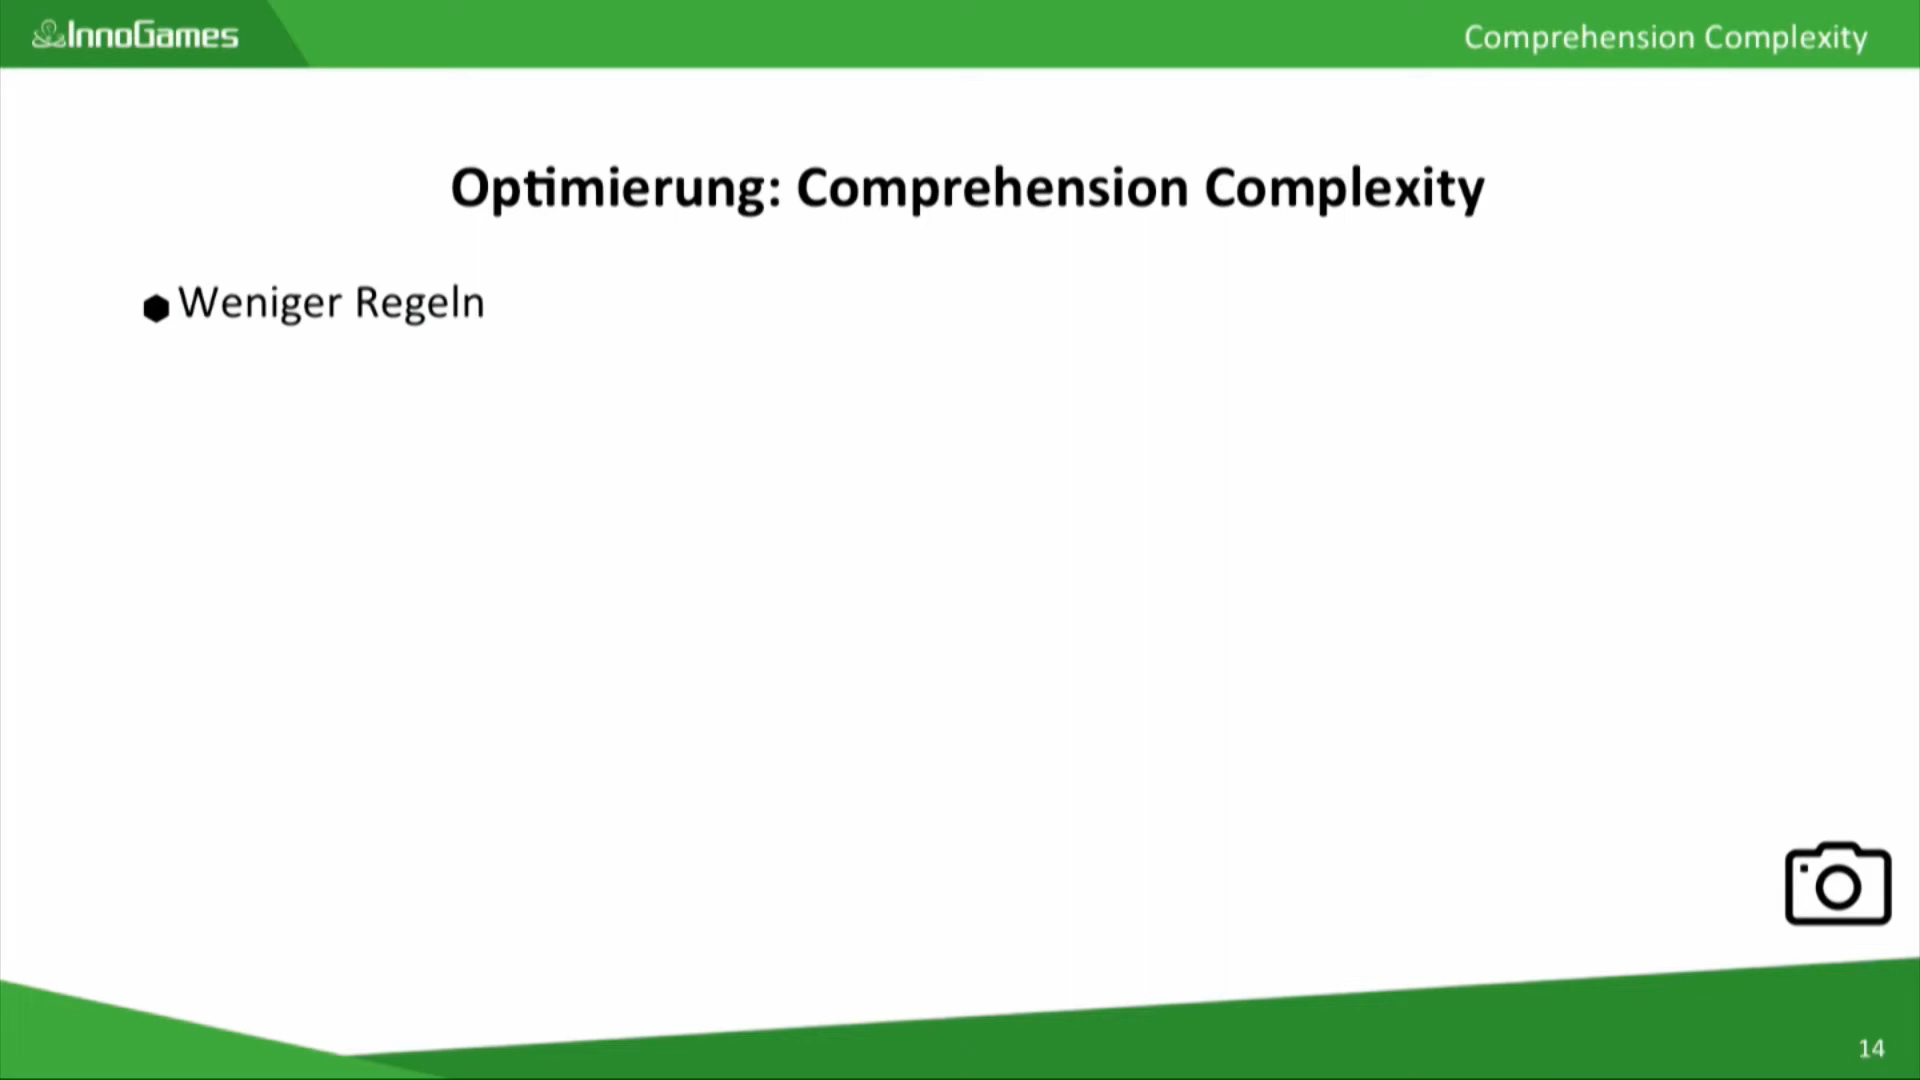 InnoGames
Comprehension Complexity
Optimierung: Comprehension Complexity
Weniger Regeln
14